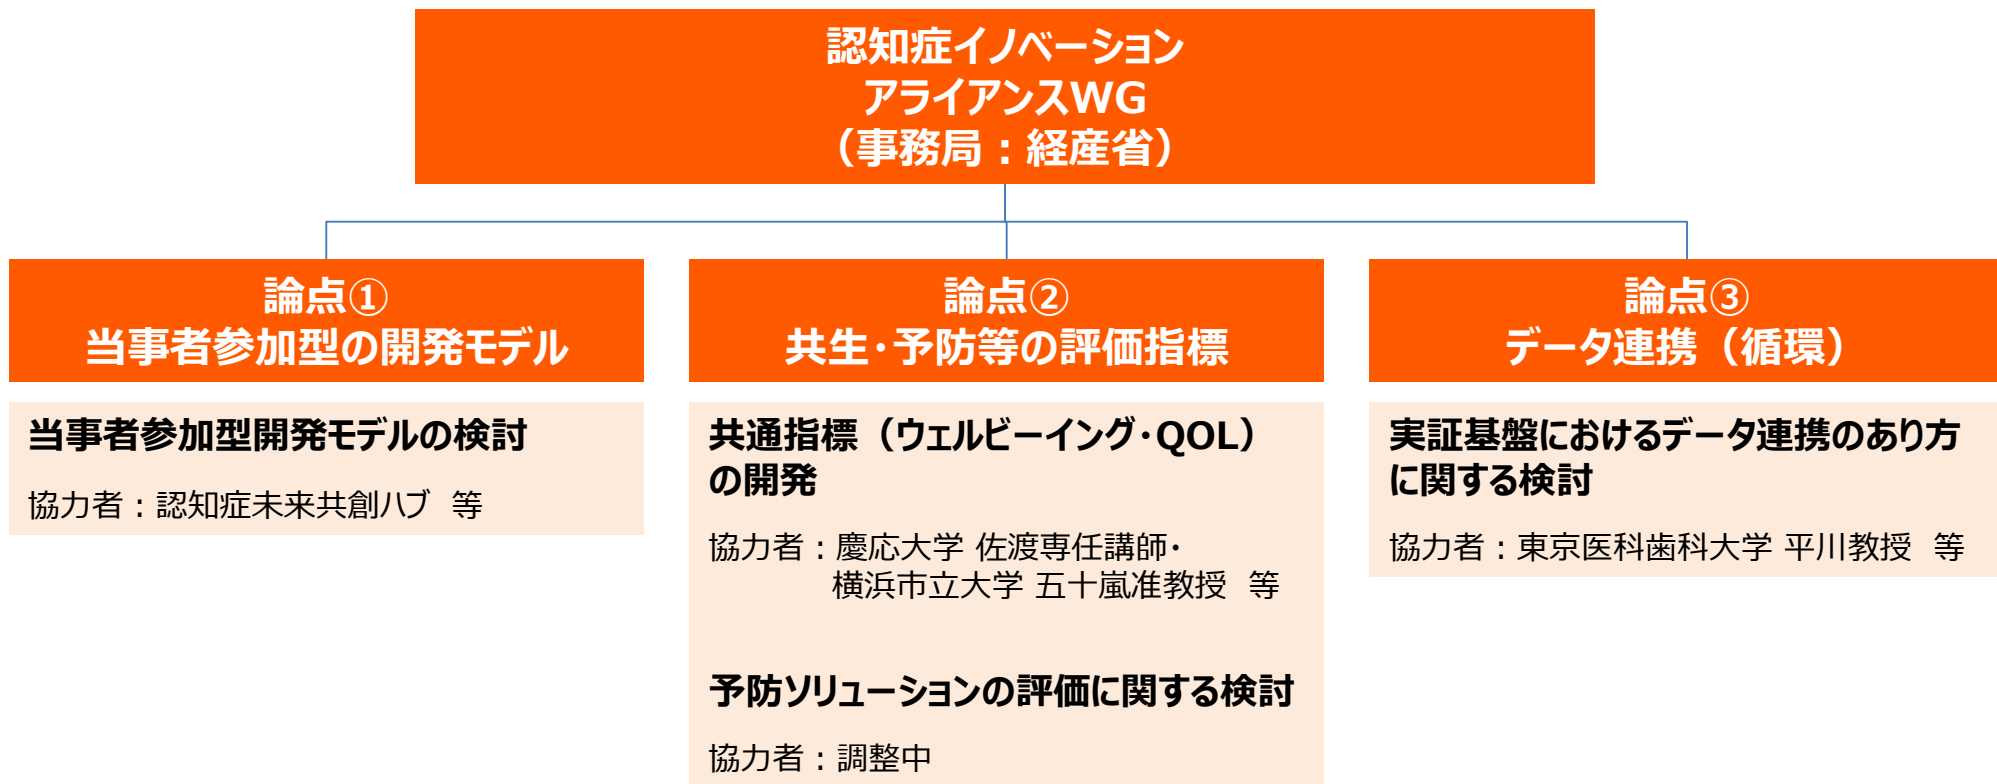 認知症イノベーション
アライアンスWG
（事務局：経産省）
論点①
当事者参加型の開発モデル
当事者参加型開発モデルの検討
協力者：認知症未来共創ハブ 等
論点②
共生・予防等の評価指標
共通指標（ウェルビーイング・QOL）
の開発
協力者：慶応大学 佐渡専任講師・
横浜市立大学 五十嵐准教授 等
予防ソリューションの評価に関する検討
協力者：調整中
論点③
データ連携（循環）
実証基盤におけるデータ連携のあり方
に関する検討
協力者：東京医科歯科大学 平川教授 等